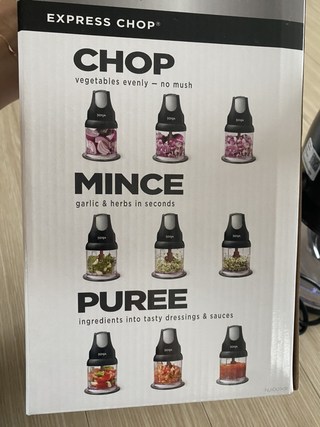 EXPRESS CHOP®
CHOP
vegetables evenly — no mush
MINCE
garlic & herbs in seconds
PUREE
ingredients into tasty dressings & sauces